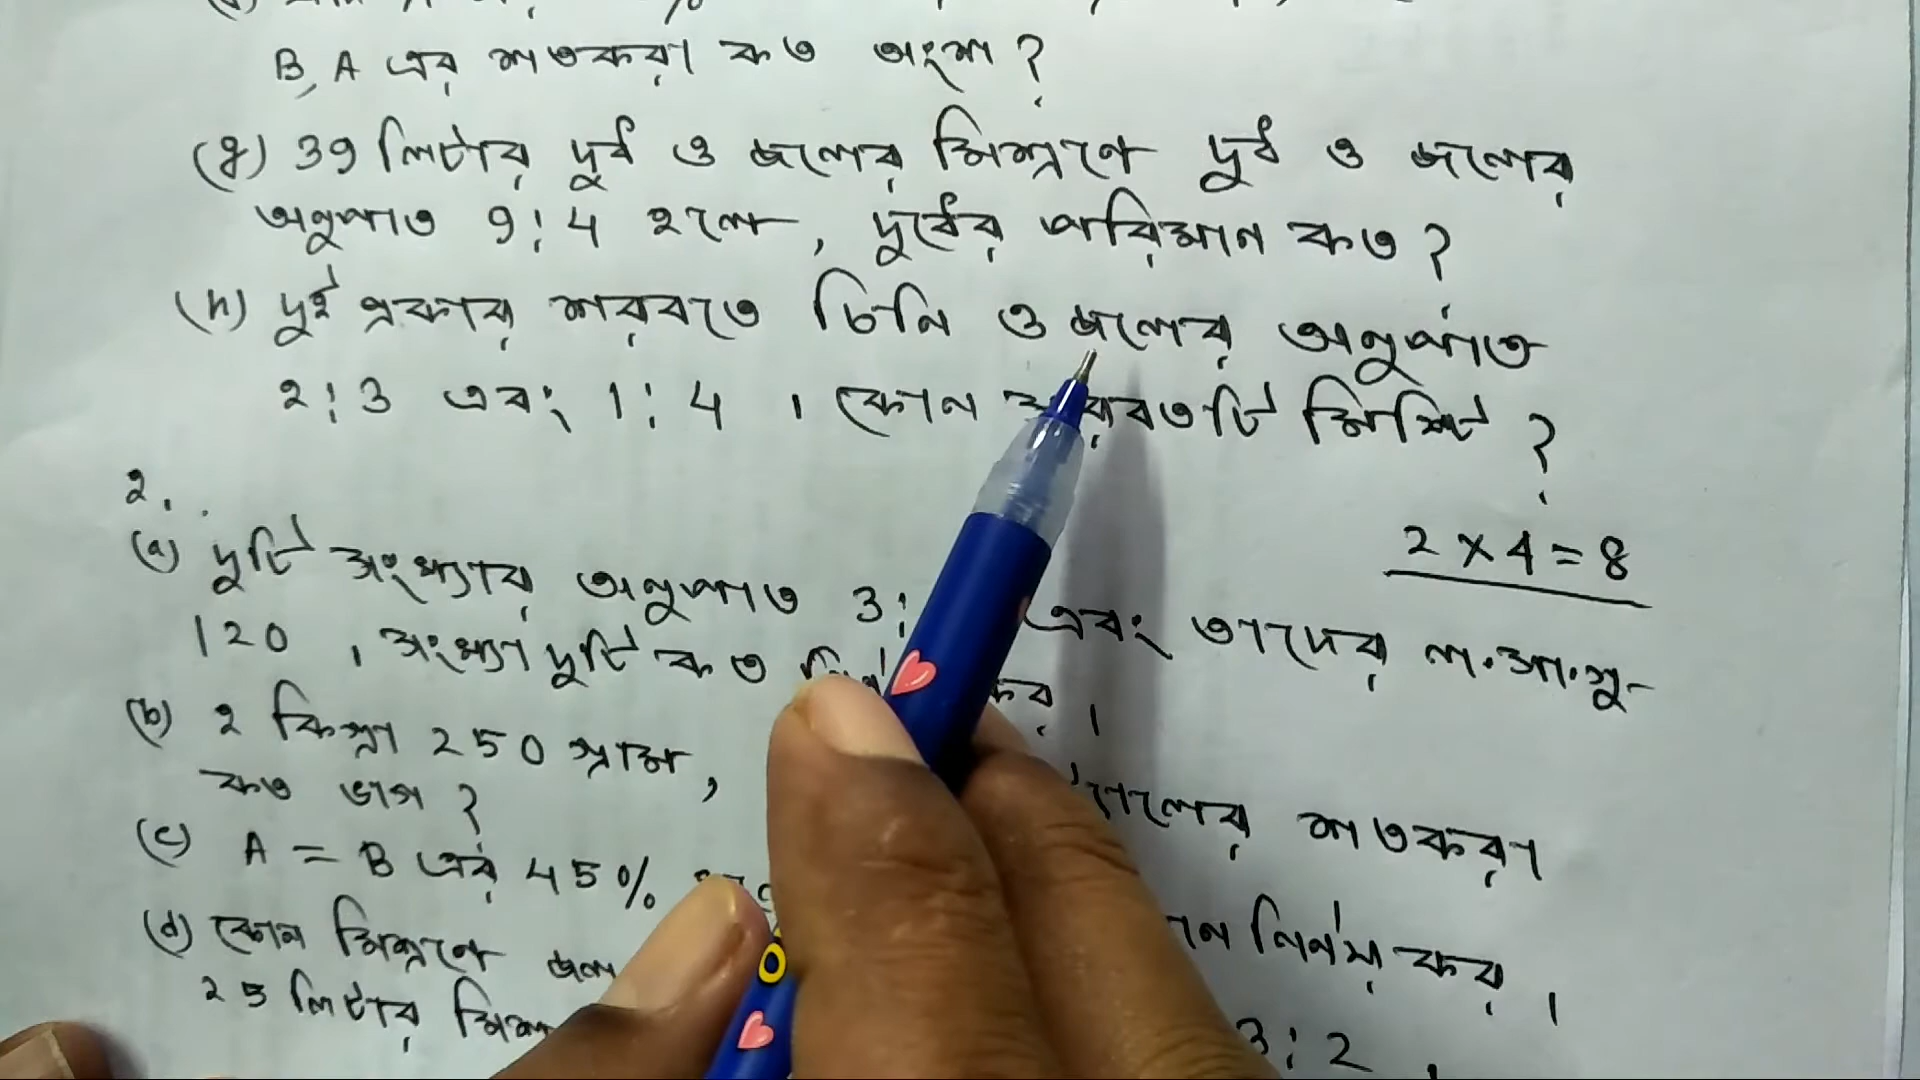 B, A এর শতকরা কত অংশ ?
(g) 39 লিটার দুধ ও জলের মিশ্রণে দুধ ও জলের
অনুপাত 9:4 হলে, দুধের পরিমান কত ?
(h) দুই প্রকার শরবতে চিনি ও জলের অনুপাত
2:3 এবং 1:4 । কোন শরবতটি মিষ্টি ?
2.
2 × 4 = 8
(a) দুটি সংখ্যার অনুপাত 3: এবং তাদের ল.সা.গু-
120 , সংখ্যা দুটি কত কর ।
(b) 2 কিগ্রা 250 গ্রাম, শতকরা
কত ভাগ ?
(c) A = B এর 45% নির্ণয় কর ।
(d) কোন মিশ্রণে জল 3:2 ,
25 লিটার